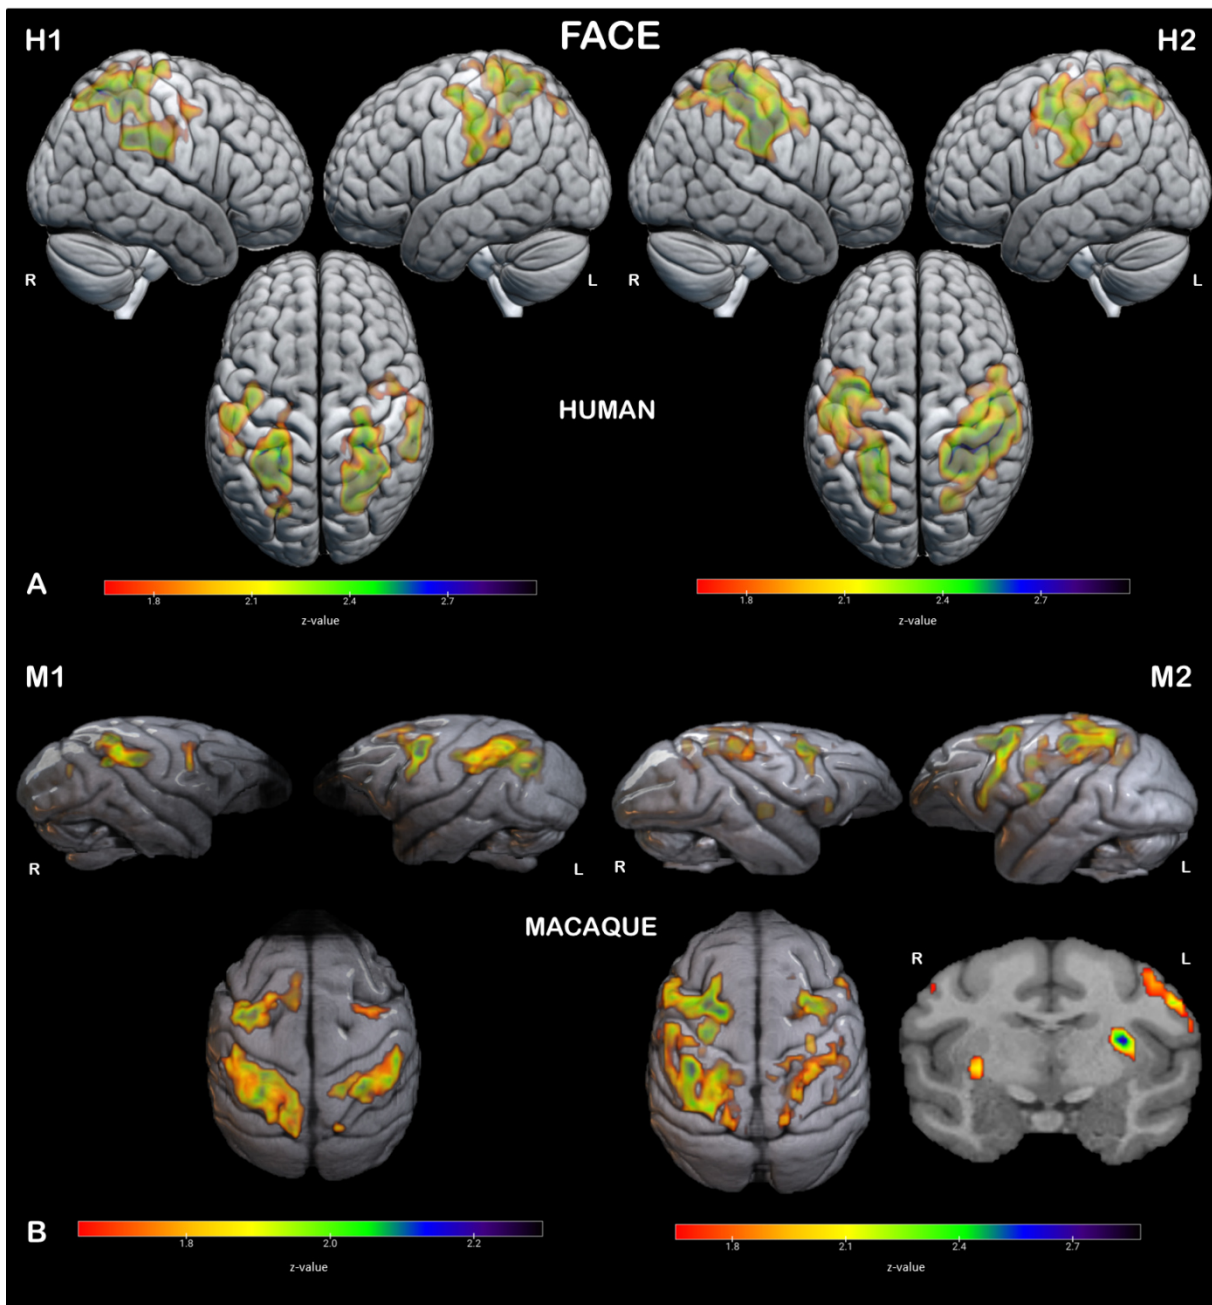 H1 FACE H2
R L R L
HUMAN
A
1.8 2.1 2.4 2.7 1.8 2.1 2.4 2.7
z-value z-value
M1 M2
R L R L
MACAQUE
R L
B
1.8 2.0 2.2 1.8 2.1 2.4 2.7
z-value z-value